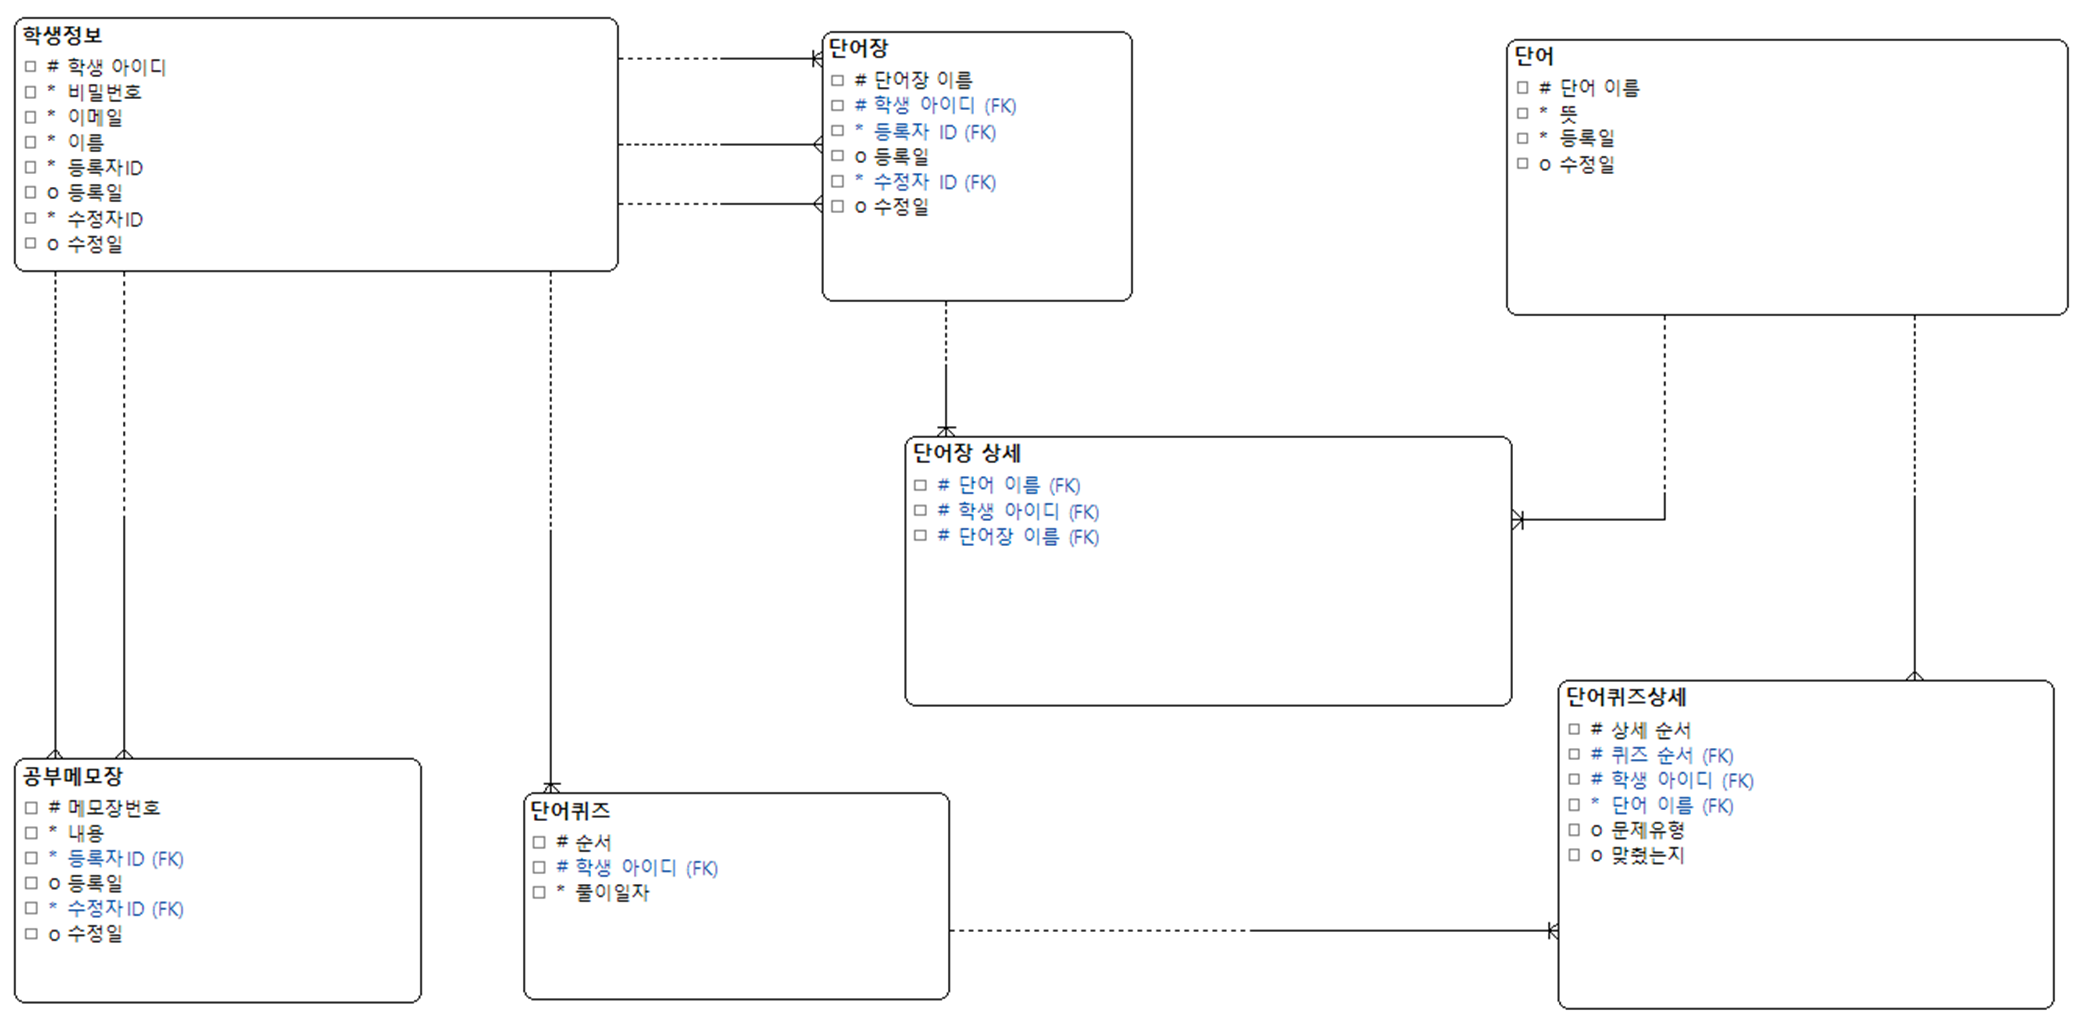 학생정보
# 학생 아이디
* 비밀번호
* 이메일
* 이름
* 등록자ID
o 등록일
* 수정자ID
o 수정일
단어장
# 단어장 이름
# 학생 아이디 (FK)
* 등록자 ID (FK)
o 등록일
* 수정자 ID (FK)
o 수정일
단어
# 단어 이름
* 뜻
* 등록일
o 수정일
단어장 상세
# 단어 이름 (FK)
# 학생 아이디 (FK)
# 단어장 이름 (FK)
공부메모장
# 메모장번호
* 내용
* 등록자ID (FK)
o 등록일
* 수정자ID (FK)
o 수정일
단어퀴즈
# 순서
# 학생 아이디 (FK)
* 풀이일자
단어퀴즈상세
# 상세 순서
# 퀴즈 순서 (FK)
# 학생 아이디 (FK)
* 단어 이름 (FK)
o 문제유형
o 맞췄는지